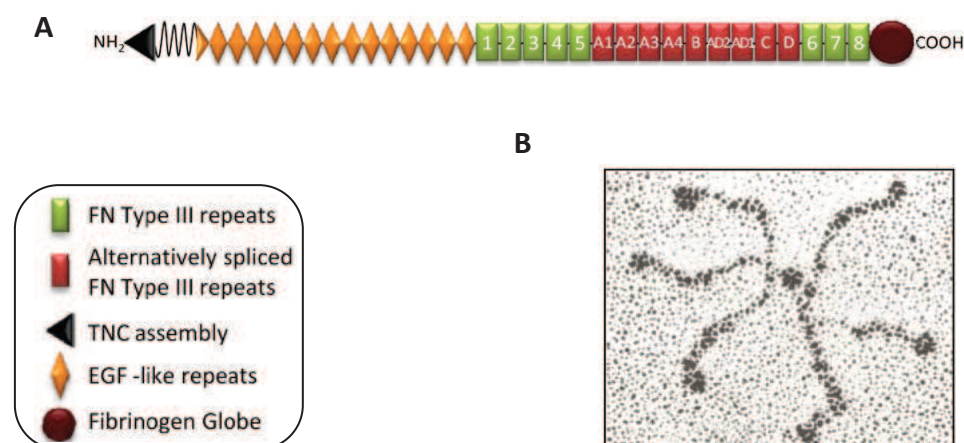 A
NH2 1 2 3 4 5 A1 A2 A3 A4 B AD2 AD1 C D 6 7 8 COOH
B
FN Type III repeats
Alternatively spliced
FN Type III repeats
TNC assembly
EGF -like repeats
Fibrinogen Globe